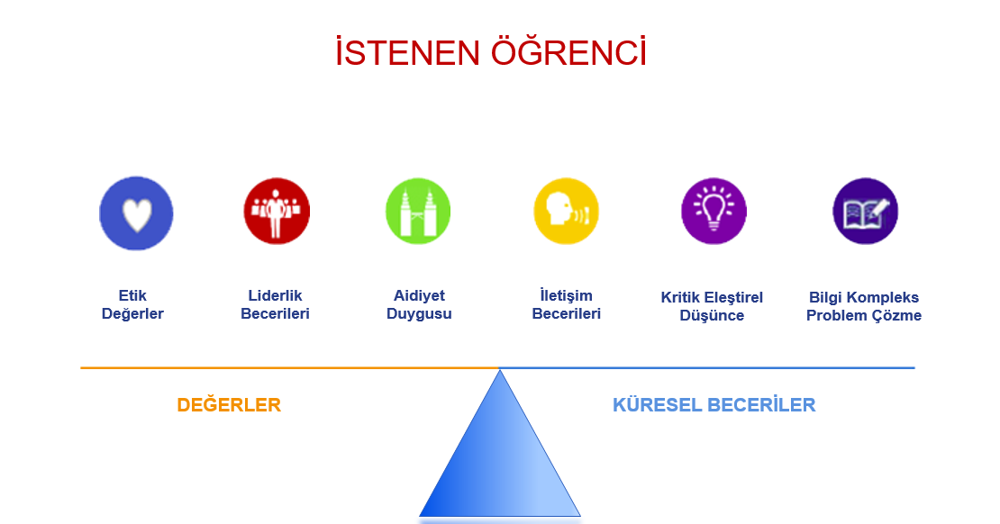 İSTENEN ÖĞRENCİ
Etik
Değerler
Liderlik
Becerileri
Aidiyet
Duygusu
İletişim
Becerileri
Kritik Eleştirel
Düşünce
Bilgi Kompleks
Problem Çözme
DEĞERLER
KÜRESEL BECERİLER